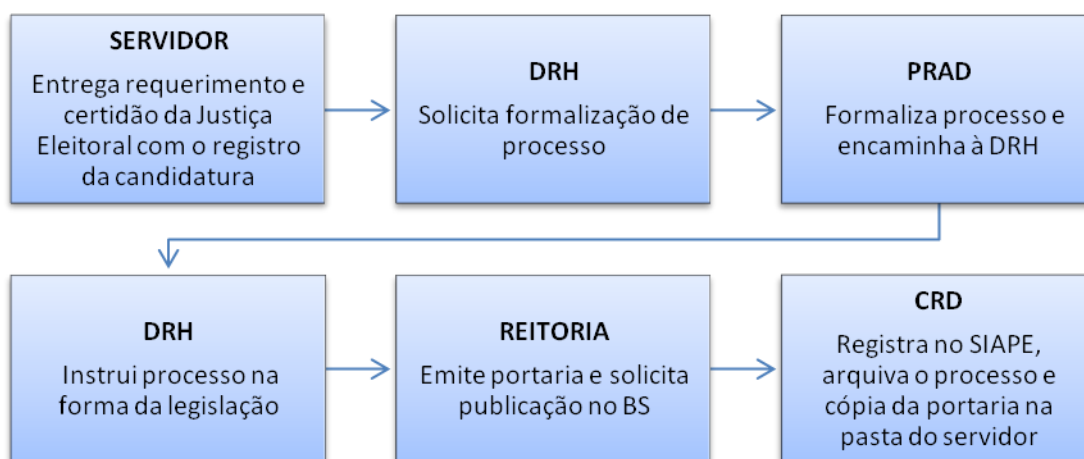 SERVIDOR
Entrega requerimento e
certidão da Justiça
Eleitoral com o registro
da candidatura
DRH
Solicita formalização de
processo
PRAD
Formaliza processo e
encaminha à DRH
DRH
Instrui processo na
forma da legislação
REITORIA
Emite portaria e solicita
publicação no BS
CRD
Registra no SIAPE,
arquiva o processo e
cópia da portaria na
pasta do servidor